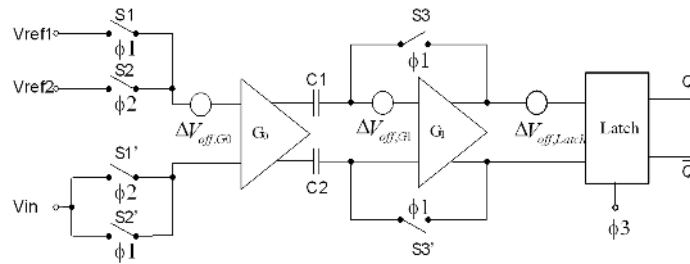 S1
Vref1
ϕ1
S2
Vref2
ϕ2
ΔV_off,G0
G₀
C1
C2
S3
ϕ1
ΔV_off,G1
G₁
ΔV_off,Latch
Latch
Q
Q̅
ϕ3
S1'
ϕ2
Vin
S2'
ϕ1
ϕ1
S3'